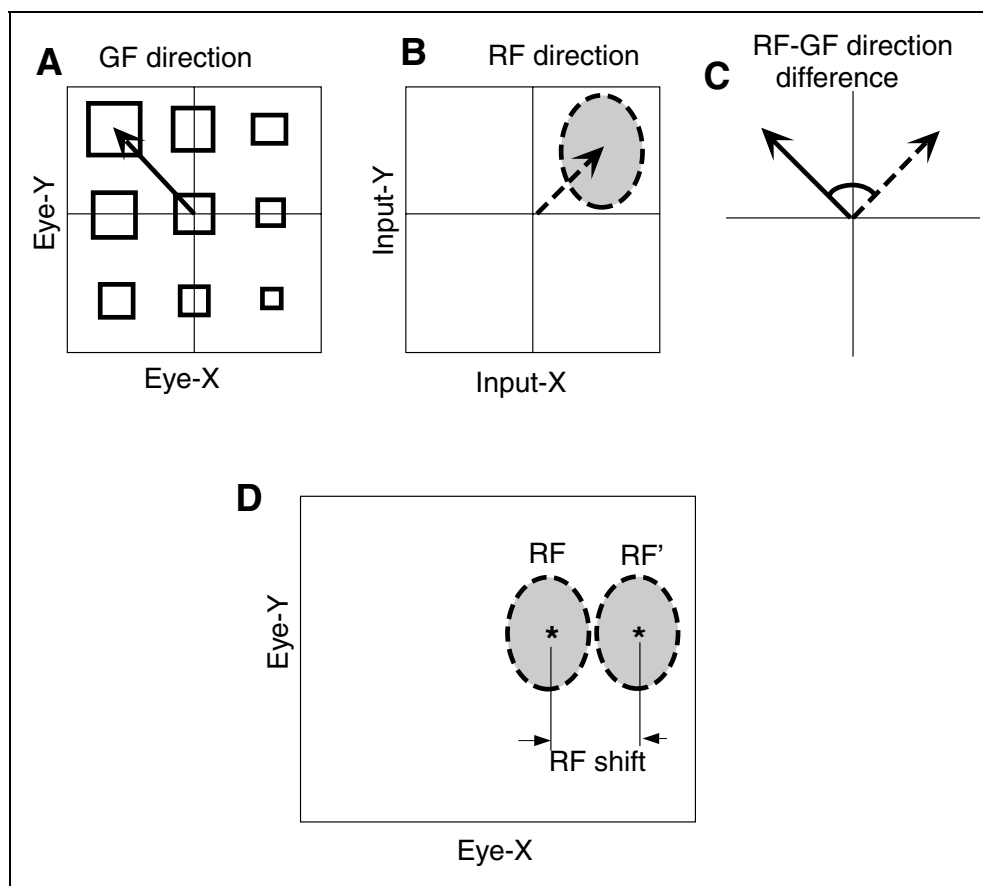 A
GF direction
Eye-Y
Eye-X
B
RF direction
Input-Y
Input-X
C
RF-GF direction
difference
D
RF
RF'
*
*
RF shift
Eye-Y
Eye-X